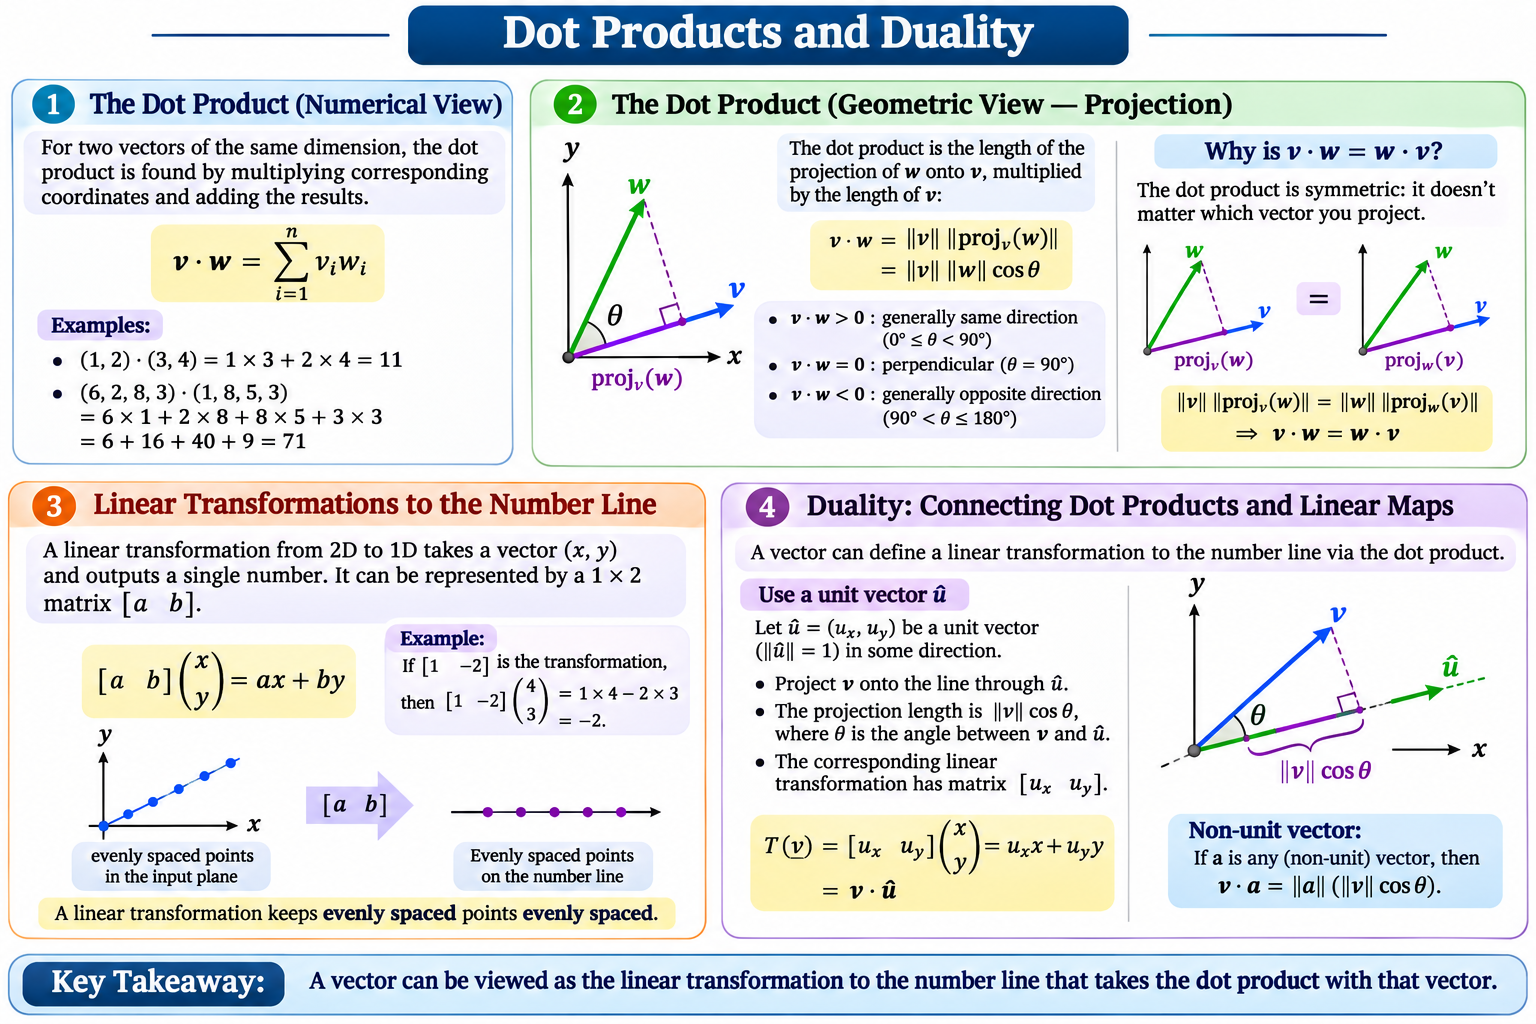 Dot Products and Duality
1 The Dot Product (Numerical View)
For two vectors of the same dimension, the dot
product is found by multiplying corresponding
coordinates and adding the results.
v · w = ∑ᵢ₌₁ⁿ vᵢwᵢ
Examples:
• (1, 2) · (3, 4) = 1 × 3 + 2 × 4 = 11
• (6, 2, 8, 3) · (1, 8, 5, 3)
= 6 × 1 + 2 × 8 + 8 × 5 + 3 × 3
= 6 + 16 + 40 + 9 = 71
2 The Dot Product (Geometric View — Projection)
y
w
v
θ
x
proj_v(w)
The dot product is the length of the
projection of w onto v, multiplied
by the length of v:
v · w = ‖v‖ ‖proj_v(w)‖
= ‖v‖ ‖w‖ cos θ
• v · w > 0 : generally same direction
(0° ≤ θ < 90°)
• v · w = 0 : perpendicular (θ = 90°)
• v · w < 0 : generally opposite direction
(90° < θ ≤ 180°)
Why is v · w = w · v?
The dot product is symmetric: it doesn't
matter which vector you project.
w
v
proj_v(w)
=
w
v
proj_w(v)
‖v‖ ‖proj_v(w)‖ = ‖w‖ ‖proj_w(v)‖
⇒ v · w = w · v
3 Linear Transformations to the Number Line
A linear transformation from 2D to 1D takes a vector (x, y)
and outputs a single number. It can be represented by a 1 × 2
matrix [a b].
[a b] (x y) = ax + by
Example:
If [1 −2] is the transformation,
then [1 −2] (4 3) = 1 × 4 − 2 × 3
= −2.
y
x
evenly spaced points
in the input plane
[a b]
Evenly spaced points
on the number line
A linear transformation keeps evenly spaced points evenly spaced.
4 Duality: Connecting Dot Products and Linear Maps
A vector can define a linear transformation to the number line via the dot product.
Use a unit vector û
Let û = (uₓ, u_y) be a unit vector
(‖û‖ = 1) in some direction.
• Project v onto the line through û.
• The projection length is ‖v‖ cos θ,
where θ is the angle between v and û.
• The corresponding linear
transformation has matrix [uₓ u_y].
T(v) = [uₓ u_y] (x y) = uₓx + u_yy
= v · û
y
v
û
θ
x
‖v‖ cos θ
Non-unit vector:
If a is any (non-unit) vector, then
v · a = ‖a‖ (‖v‖ cos θ).
Key Takeaway: A vector can be viewed as the linear transformation to the number line that takes the dot product with that vector.